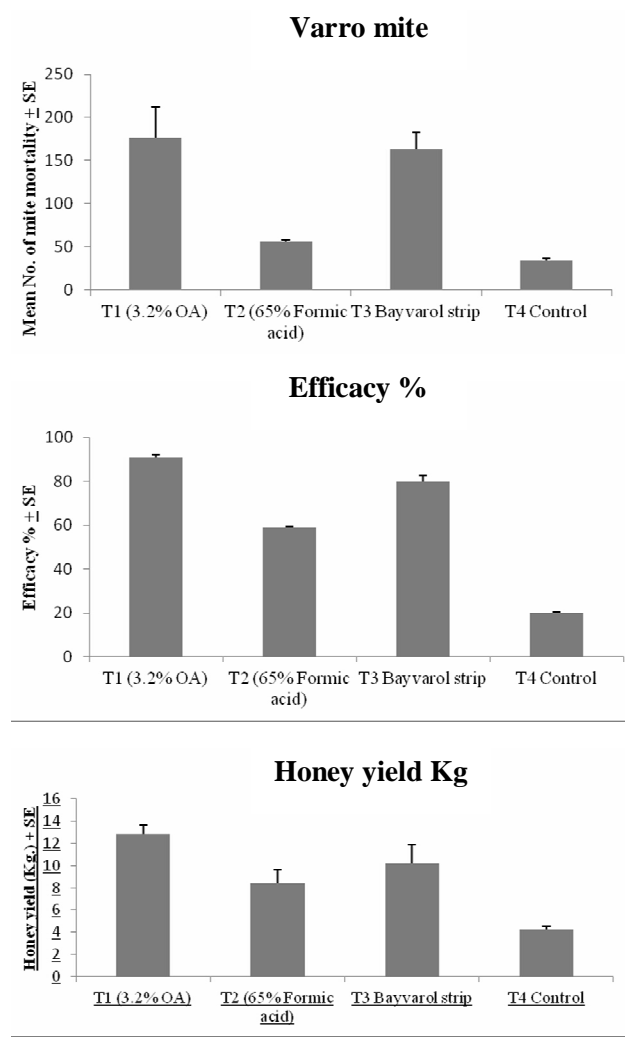 Varro mite
Mean No. of mite mortality ± SE
250
200
150
100
50
0
T1 (3.2% OA) T2 (65% Formic acid) T3 Bayvarol strip T4 Control
Efficacy %
Efficacy % ± SE
100
80
60
40
20
0
T1 (3.2% OA) T2 (65% Formic acid) T3 Bayvarol strip T4 Control
Honey yield Kg
Honey yield (Kg.) + SE
16
14
12
10
8
6
4
2
0
T1 (3.2% OA) T2 (65% Formic acid) T3 Bayvarol strip T4 Control